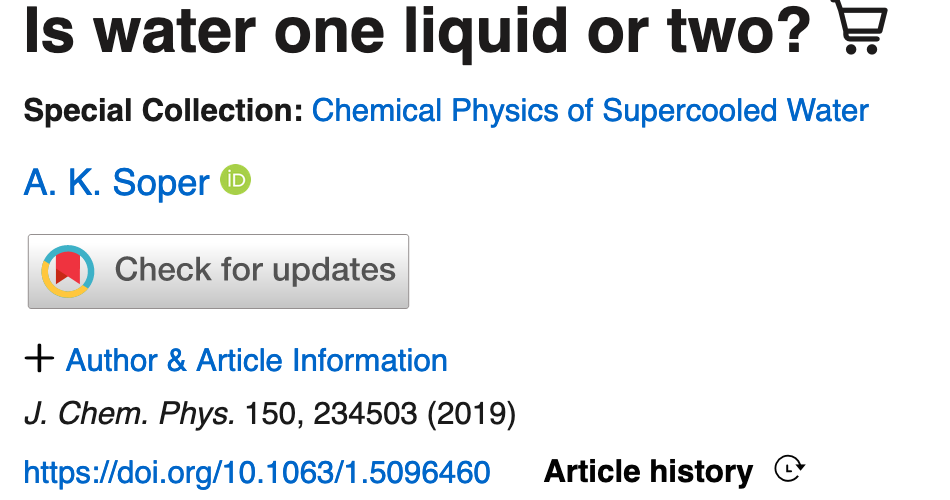 Is water one liquid or two?
Special Collection: Chemical Physics of Supercooled Water
A. K. Soper iD
Check for updates
+ Author & Article Information
J. Chem. Phys. 150, 234503 (2019)
https://doi.org/10.1063/1.5096460 Article history